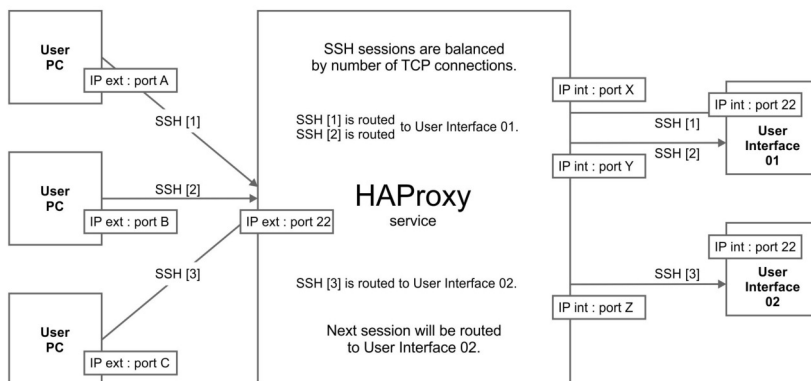 User
PC
IP ext : port A
SSH [1]
User
PC
SSH [2]
IP ext : port B
SSH [3]
User
PC
IP ext : port C
SSH sessions are balanced
by number of TCP connections.
SSH [1] is routed
SSH [2] is routed
to User Interface 01.
HAProxy
service
IP ext : port 22
SSH [3] is routed to User Interface 02.
Next session will be routed
to User Interface 02.
IP int : port X
IP int : port Y
IP int : port Z
SSH [1]
SSH [2]
IP int : port 22
User
Interface
01
SSH [3]
IP int : port 22
User
Interface
02